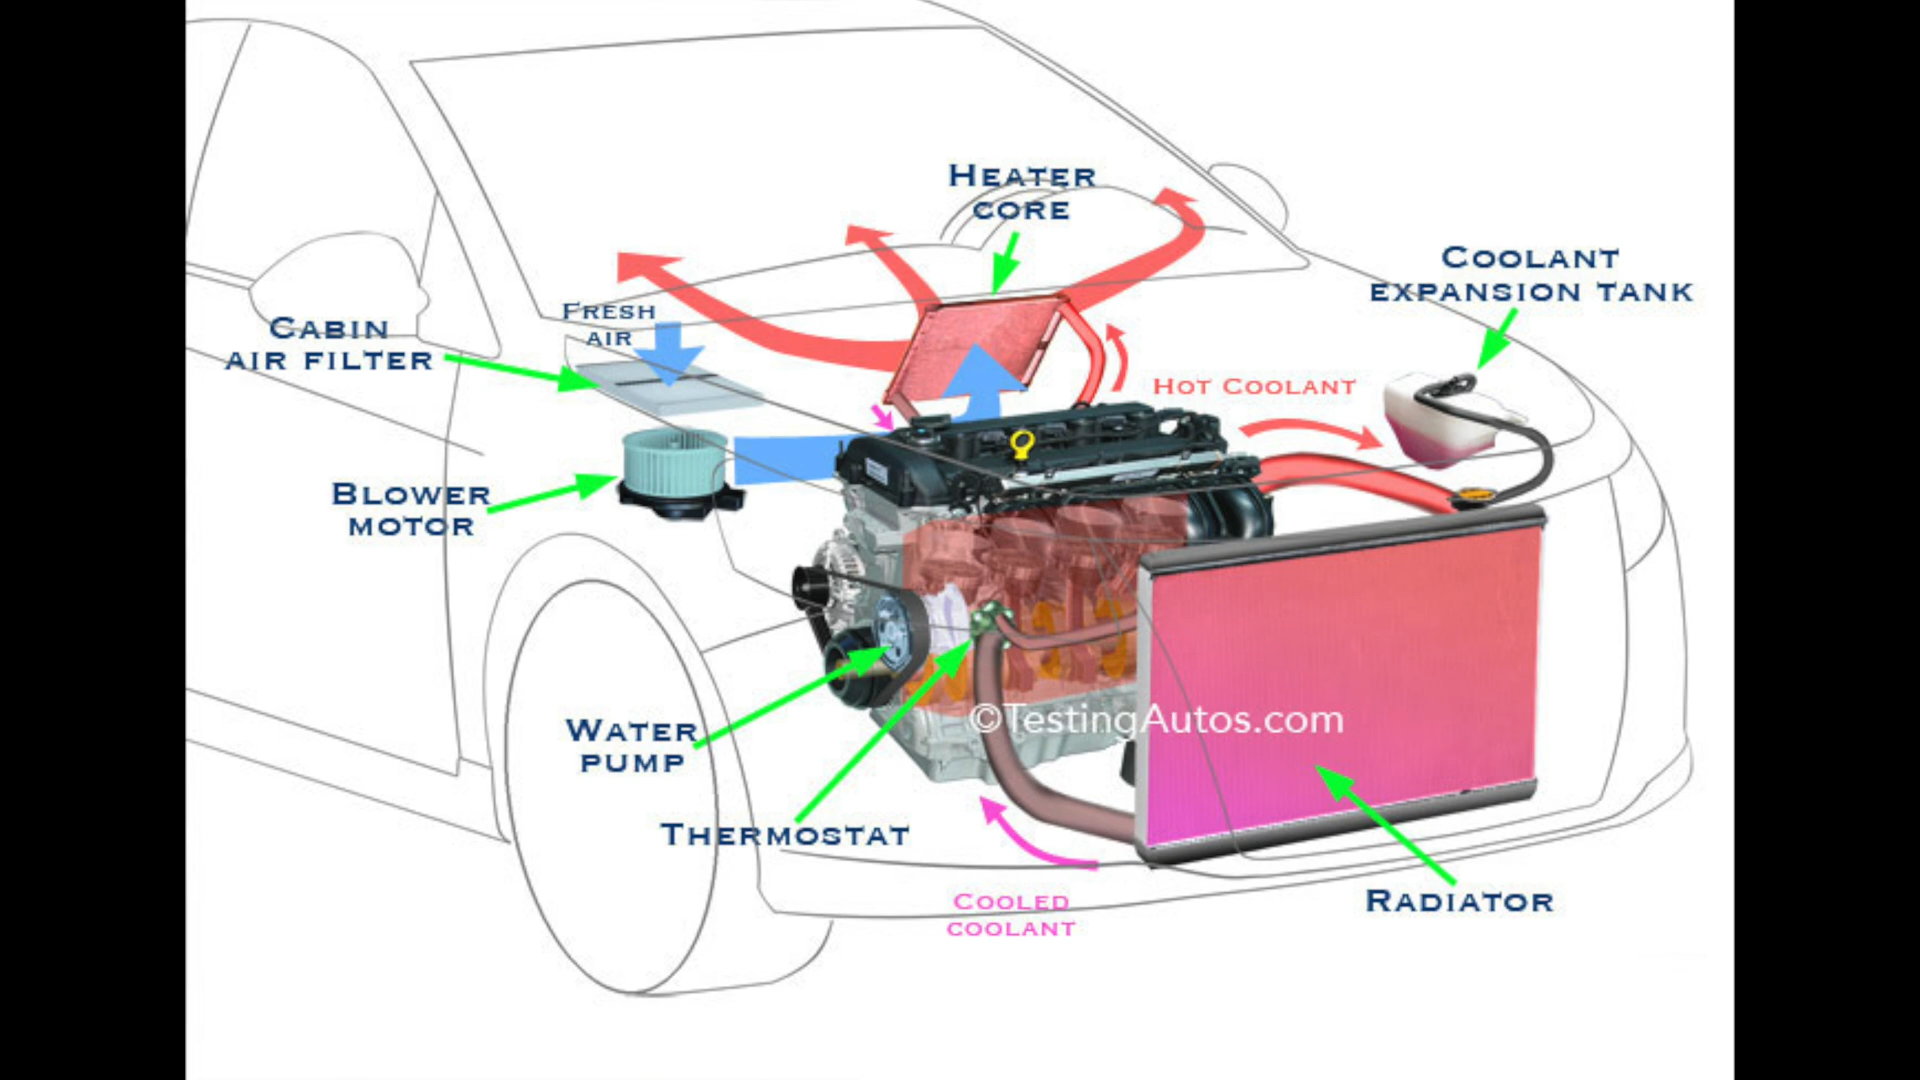 Heater
core
Coolant
expansion tank
Fresh
air
Cabin
air filter
Hot Coolant
Blower
motor
©TestingAutos.com
Water
pump
Thermostat
Cooled
coolant
Radiator